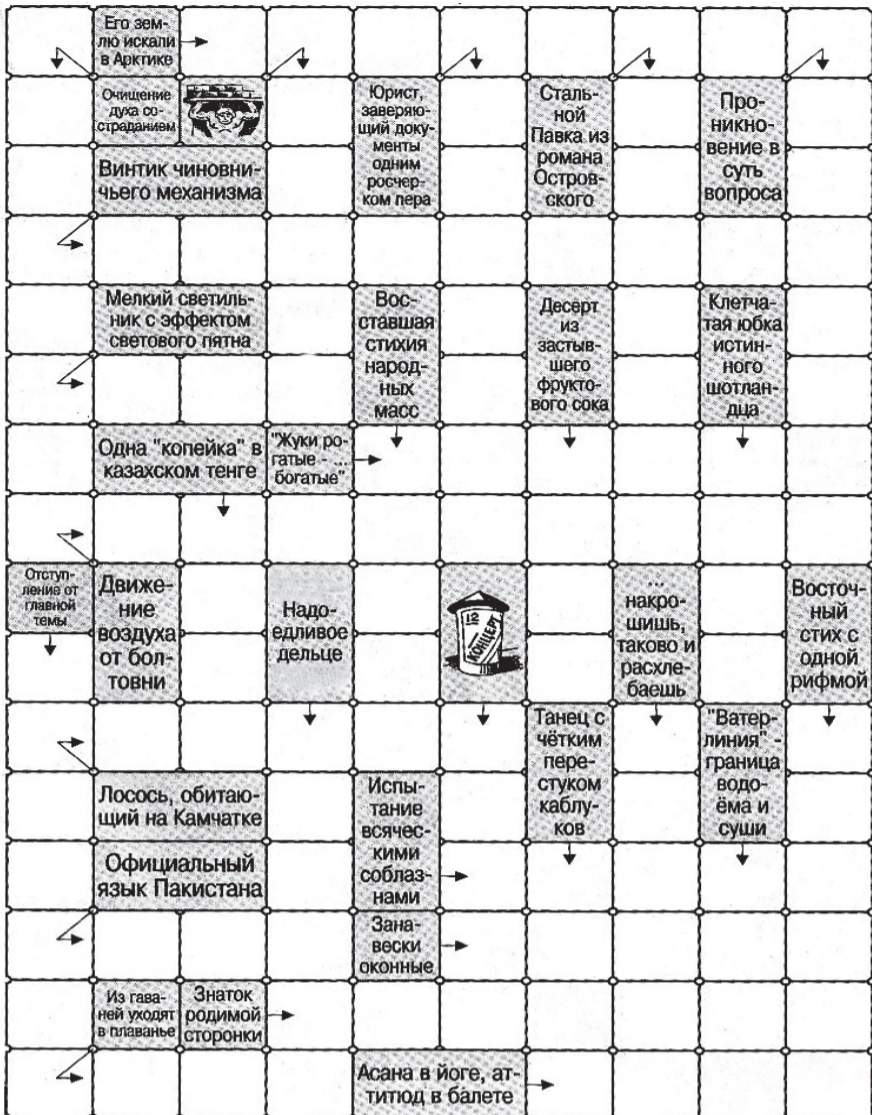 Его зем-
лю искали
в Арктике
Очищение
духа со-
страданием
Юрист,
заверяю-
щий доку-
менты
одним
росчер-
ком пера
Сталь-
ной
Павка из
романа
Остров-
ского
Про-
никно-
вение в
суть
вопроса
Винтик чиновни-
чьего механизма
Мелкий светиль-
ник с эффектом
светового пятна
Вос-
ставшая
стихия
народ-
ных
масс
Десерт
из
застыв-
шего
фрукто-
вого сока
Клетча-
тая юбка
истин-
ного
шотлан-
дца
Одна "копейка" в
казахском тенге
"Жуки ро-
гатые - ...
богатые"
Отступ-
ление от
главной
темы
Движе-
ние
воздуха
от бол-
товни
Надо-
едливое
дельце
12
КОНЦЕРТ
...
накро-
шишь,
таково и
расхле-
баешь
Восточ-
ный
стих с
одной
рифмой
Танец с
чётким
пере-
стуком
каблу-
ков
"Ватер-
линия" -
граница
водо-
ёма и
суши
Лосось, обитаю-
щий на Камчатке
Испы-
тание
всячес-
кими
соблаз-
нами
Официальный
язык Пакистана
Зана-
вески
оконные
Из гава-
ней уходят
в плаванье
Знаток
родимой
сторонки
Асана в йоге, ат-
титюд в балете